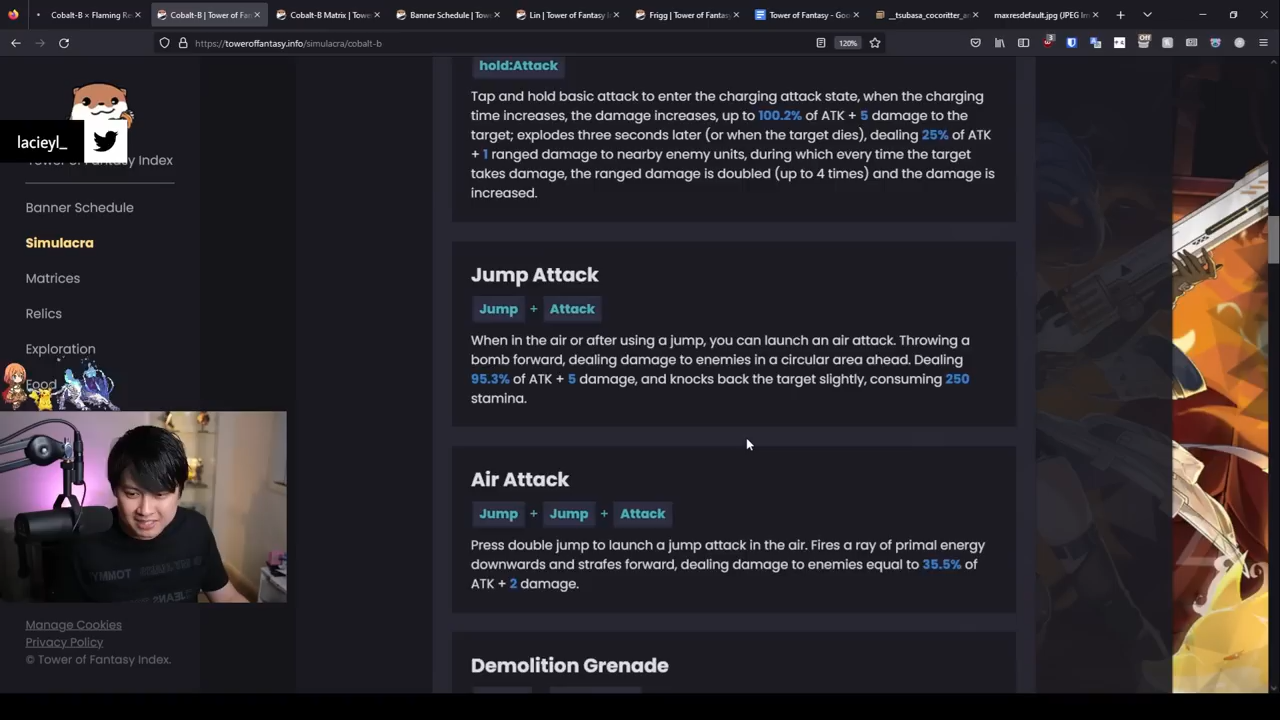 Cobalt-B × Flaming Re
Cobalt-B | Tower of Fan
Cobalt-B Matrix | Tower
Banner Schedule | Towe
Lin | Tower of Fantasy In
Frigg | Tower of Fantasy
Tower of Fantasy - Goo
__tsubasa_cocoritter_ar
maxresdefault.jpg (JPEG Im
Off
3
https://toweroffantasy.info/simulacra/cobalt-b
120%
lacieyl_
Tower of Fantasy Index
Banner Schedule
Simulacra
Matrices
Relics
Exploration
Food
Manage Cookies
Privacy Policy
© Tower of Fantasy Index.
hold:Attack
Tap and hold basic attack to enter the charging attack state, when the charging
time increases, the damage increases, up to 100.2% of ATK + 5 damage to the
target; explodes three seconds later (or when the target dies), dealing 25% of ATK
+ 1 ranged damage to nearby enemy units, during which every time the target
takes damage, the ranged damage is doubled (up to 4 times) and the damage is
increased.
Jump Attack
Jump + Attack
When in the air or after using a jump, you can launch an air attack. Throwing a
bomb forward, dealing damage to enemies in a circular area ahead. Dealing
95.3% of ATK + 5 damage, and knocks back the target slightly, consuming 250
stamina.
Air Attack
Jump + Jump + Attack
Press double jump to launch a jump attack in the air. Fires a ray of primal energy
downwards and strafes forward, dealing damage to enemies equal to 35.5% of
ATK + 2 damage.
Demolition Grenade